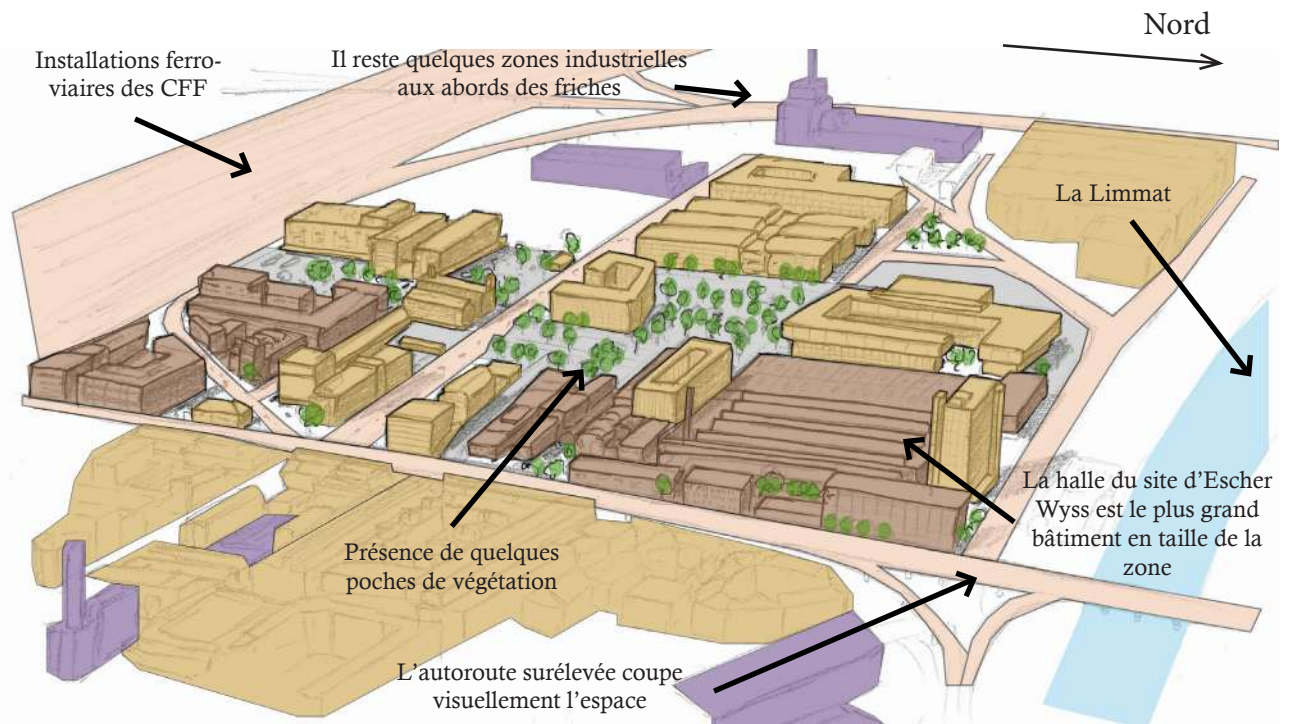 Nord
Installations ferro-
viaires des CFF
Il reste quelques zones industrielles
aux abords des friches
La Limmat
La halle du site d'Escher
Wyss est le plus grand
bâtiment en taille de la
zone
Présence de quelques
poches de végétation
L'autoroute surélevée coupe
visuellement l'espace